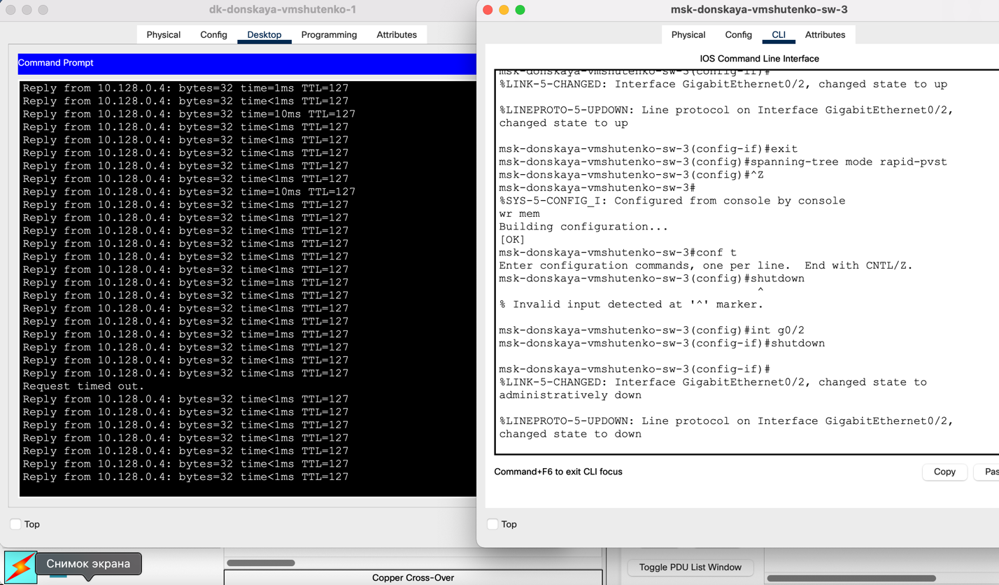 dk-donskaya-vmshutenko-1
Physical Config Desktop Programming Attributes
Command Prompt
Reply from 10.128.0.4: bytes=32 time=1ms TTL=127
Reply from 10.128.0.4: bytes=32 time<1ms TTL=127
Reply from 10.128.0.4: bytes=32 time=10ms TTL=127
Reply from 10.128.0.4: bytes=32 time<1ms TTL=127
Reply from 10.128.0.4: bytes=32 time<1ms TTL=127
Reply from 10.128.0.4: bytes=32 time<1ms TTL=127
Reply from 10.128.0.4: bytes=32 time<1ms TTL=127
Reply from 10.128.0.4: bytes=32 time<1ms TTL=127
Reply from 10.128.0.4: bytes=32 time=10ms TTL=127
Reply from 10.128.0.4: bytes=32 time<1ms TTL=127
Reply from 10.128.0.4: bytes=32 time<1ms TTL=127
Reply from 10.128.0.4: bytes=32 time<1ms TTL=127
Reply from 10.128.0.4: bytes=32 time<1ms TTL=127
Reply from 10.128.0.4: bytes=32 time<1ms TTL=127
Reply from 10.128.0.4: bytes=32 time<1ms TTL=127
Reply from 10.128.0.4: bytes=32 time=1ms TTL=127
Reply from 10.128.0.4: bytes=32 time<1ms TTL=127
Reply from 10.128.0.4: bytes=32 time<1ms TTL=127
Reply from 10.128.0.4: bytes=32 time<1ms TTL=127
Reply from 10.128.0.4: bytes=32 time=1ms TTL=127
Reply from 10.128.0.4: bytes=32 time<1ms TTL=127
Reply from 10.128.0.4: bytes=32 time<1ms TTL=127
Reply from 10.128.0.4: bytes=32 time<1ms TTL=127
Request timed out.
Reply from 10.128.0.4: bytes=32 time<1ms TTL=127
Reply from 10.128.0.4: bytes=32 time<1ms TTL=127
Reply from 10.128.0.4: bytes=32 time<1ms TTL=127
Reply from 10.128.0.4: bytes=32 time<1ms TTL=127
Reply from 10.128.0.4: bytes=32 time<1ms TTL=127
Reply from 10.128.0.4: bytes=32 time<1ms TTL=127
Reply from 10.128.0.4: bytes=32 time<1ms TTL=127
Top
msk-donskaya-vmshutenko-sw-3
Physical Config CLI Attributes
IOS Command Line Interface
msk-donskaya-vmshutenko-sw-3(config-if)#
%LINK-5-CHANGED: Interface GigabitEthernet0/2, changed state to up
%LINEPROTO-5-UPDOWN: Line protocol on Interface GigabitEthernet0/2,
changed state to up
msk-donskaya-vmshutenko-sw-3(config-if)#exit
msk-donskaya-vmshutenko-sw-3(config)#spanning-tree mode rapid-pvst
msk-donskaya-vmshutenko-sw-3(config)#^Z
msk-donskaya-vmshutenko-sw-3#
%SYS-5-CONFIG_I: Configured from console by console
wr mem
Building configuration...
[OK]
msk-donskaya-vmshutenko-sw-3#conf t
Enter configuration commands, one per line. End with CNTL/Z.
msk-donskaya-vmshutenko-sw-3(config)#shutdown
^
% Invalid input detected at '^' marker.
msk-donskaya-vmshutenko-sw-3(config)#int g0/2
msk-donskaya-vmshutenko-sw-3(config-if)#shutdown
msk-donskaya-vmshutenko-sw-3(config-if)#
%LINK-5-CHANGED: Interface GigabitEthernet0/2, changed state to
administratively down
%LINEPROTO-5-UPDOWN: Line protocol on Interface GigabitEthernet0/2,
changed state to down
Command+F6 to exit CLI focus
Copy
Pas
Top
Снимок экрана
Copper Cross-Over
Toggle PDU List Window